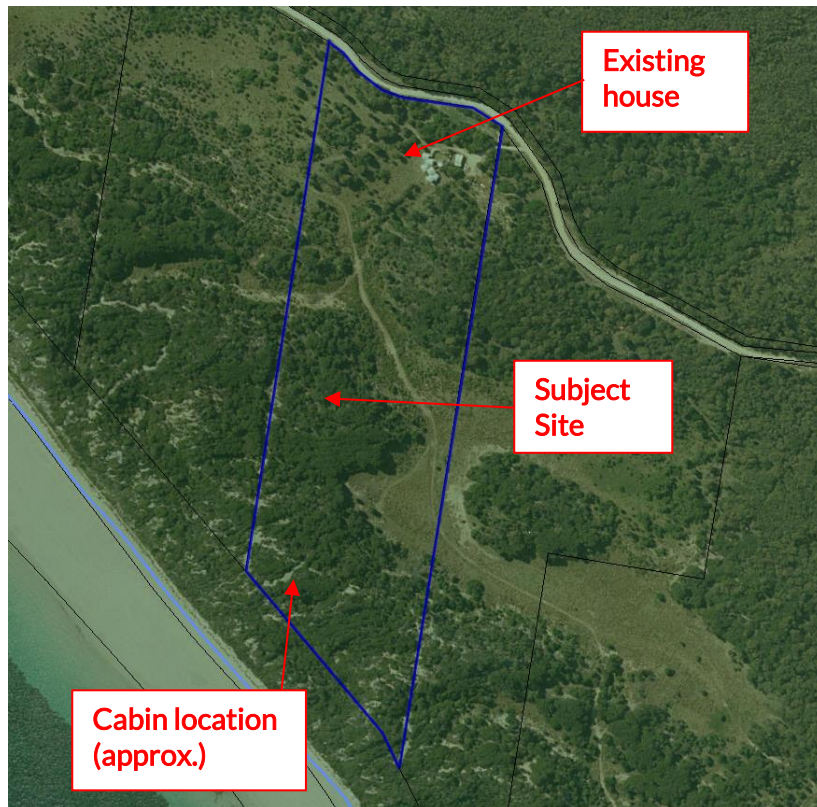 Existing
house
Subject
Site
Cabin location
(approx.)